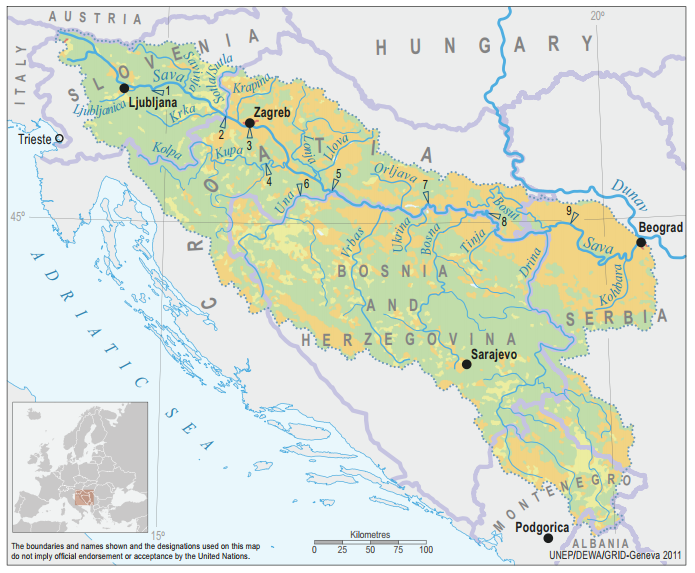 AUSTRIA
20°
HUNGARY
ITALY
SLOVENIA
Sava
Savinja
Sotla/Sutla
Krapina
1
Ljubljana
Ljubljanica
Krka
Zagreb
2
3
Trieste
Kolpa
Kupa
Lonja
Ilova
CROATIA
4
6
5
Orljava
7
Una
Bosut
8
9
Dunav
45°
Beograd
Sava
Vrbas
Ukrina
Bosna
Tinja
Drina
Kolubara
BOSNIA
AND
HERZEGOVINA
SERBIA
Sarajevo
ADRIATIC SEA
MONTENEGRO
Podgorica
ALBANIA
15°
Kilometres
0 25 50 75 100
The boundaries and names shown and the designations used on this map
do not imply official endorsement or acceptance by the United Nations.
UNEP/DEWA/GRID-Geneva 2011